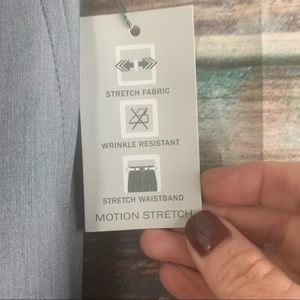 STRETCH FABRIC
WRINKLE RESISTANT
STRETCH WAISTBAND
MOTION STRETCH